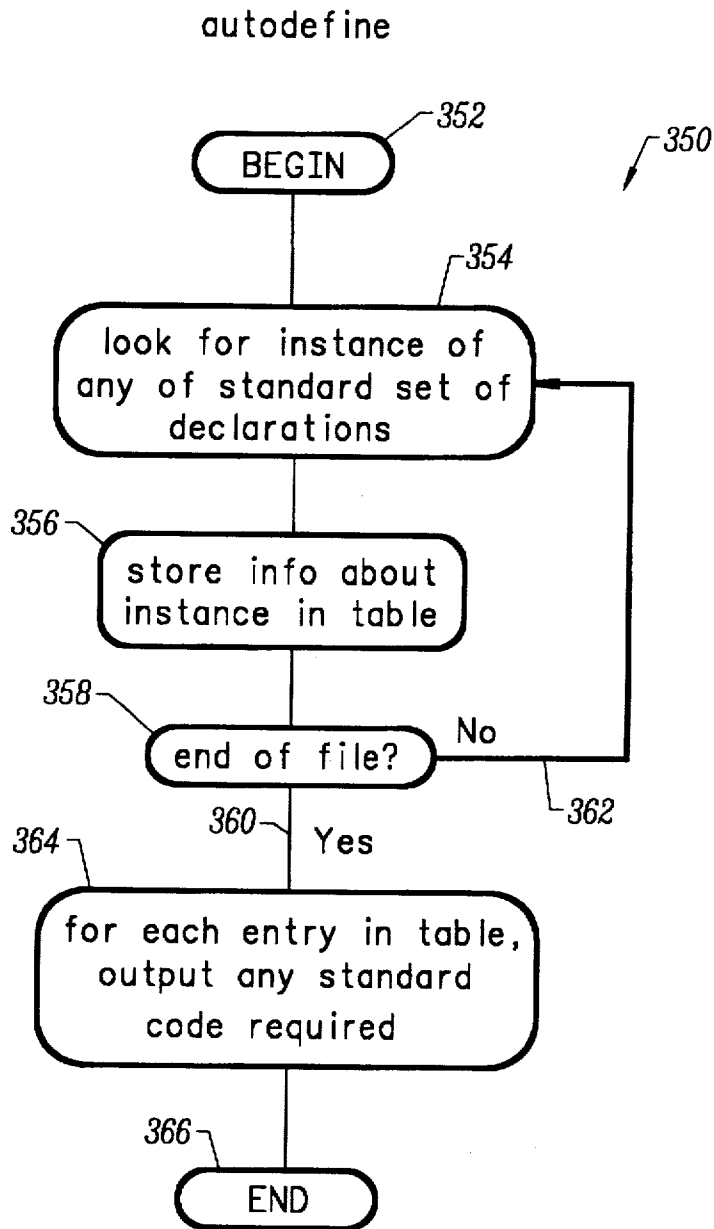 autodefine
352
350
BEGIN
354
look for instance of
any of standard set of
declarations
356
store info about
instance in table
358
end of file?
No
362
360
Yes
364
for each entry in table,
output any standard
code required
366
END